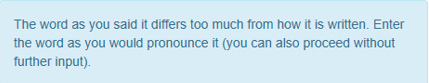 The word as you said it differs too much from how it is written. Enter
the word as you would pronounce it (you can also proceed without
further input).